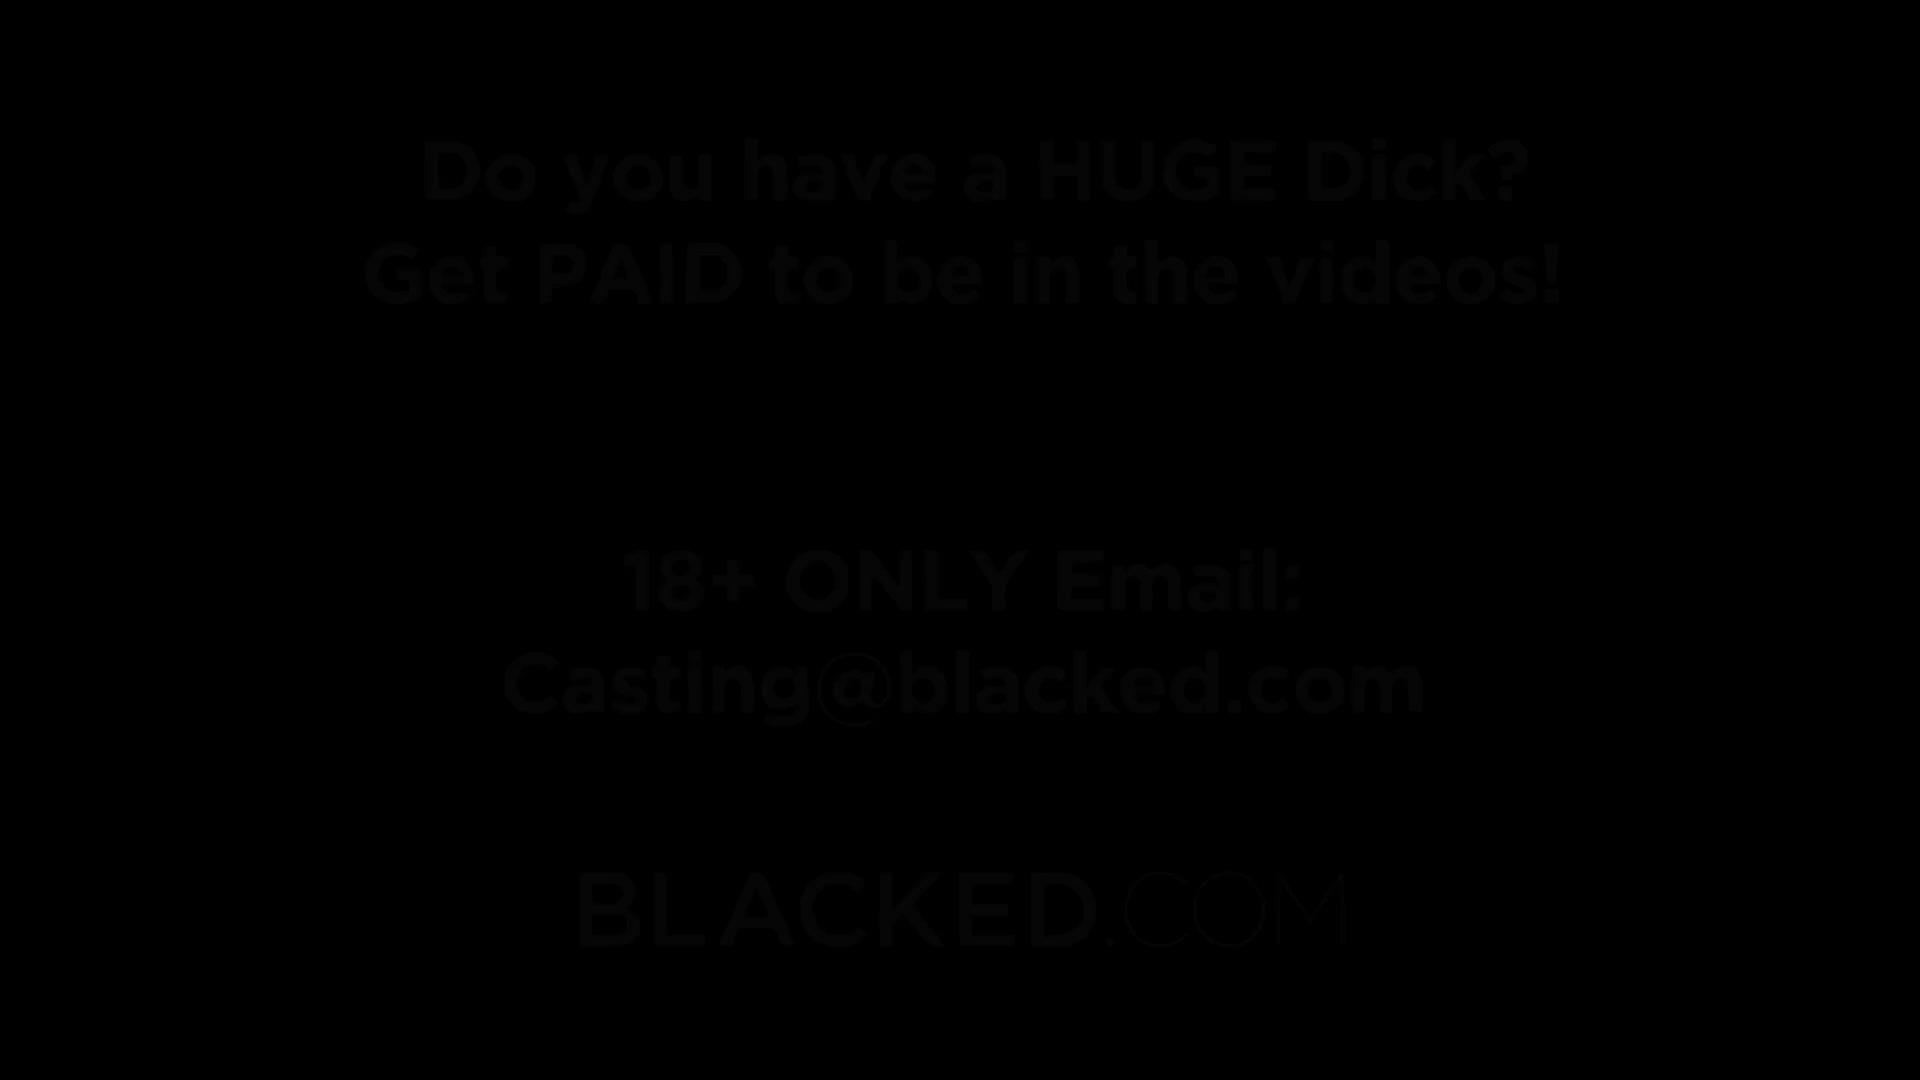 Do you have a HUGE Dick?
Get PAID to be in the videos!
18+ ONLY Email:
Casting@blacked.com
BLACKED.COM